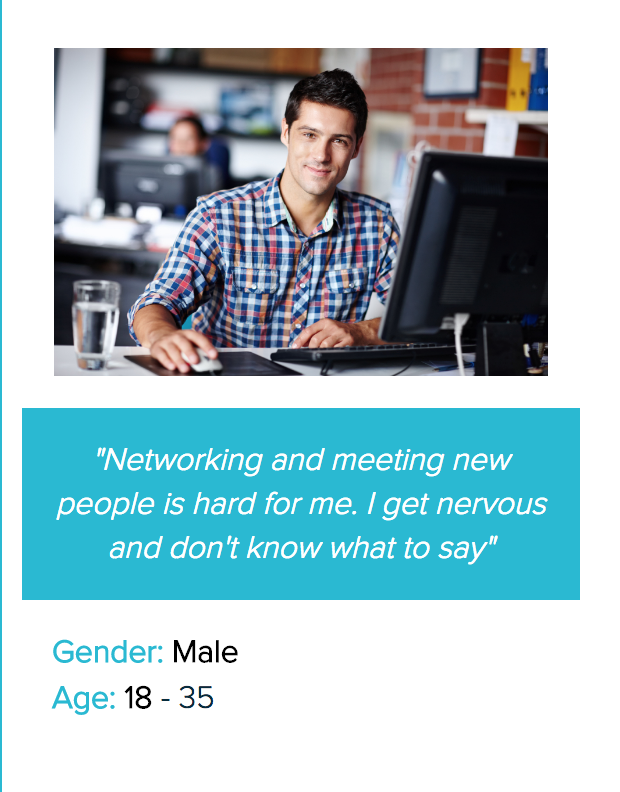 "Networking and meeting new
people is hard for me. I get nervous
and don't know what to say"
Gender: Male
Age: 18 - 35